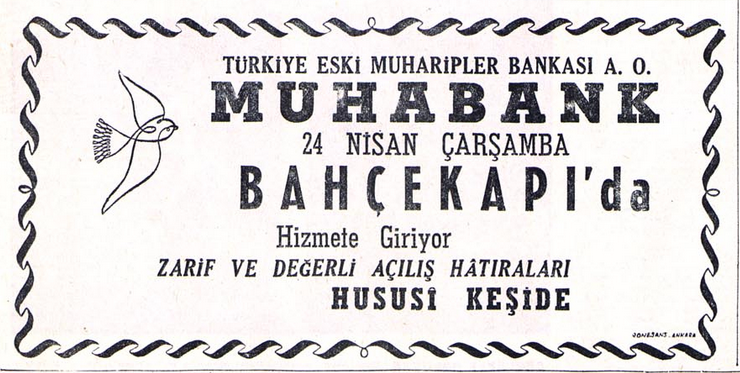 TÜRKİYE ESKİ MUHARİPLER BANKASI A. O.
MUHABANK
24 NİSAN ÇARŞAMBA
BAHÇEKAPI'da
Hizmete Giriyor
ZARİF VE DEĞERLİ AÇILIŞ HÂTIRALARI
HUSUSÎ KEŞİDE
ANKARA